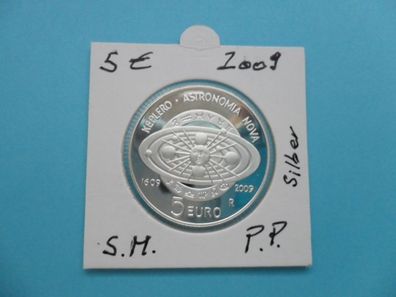 5 € 2009
KEPLERO · ASTRONOMIA NOVA
1609 2009
5 EURO R
Silber
S.M. P.P.